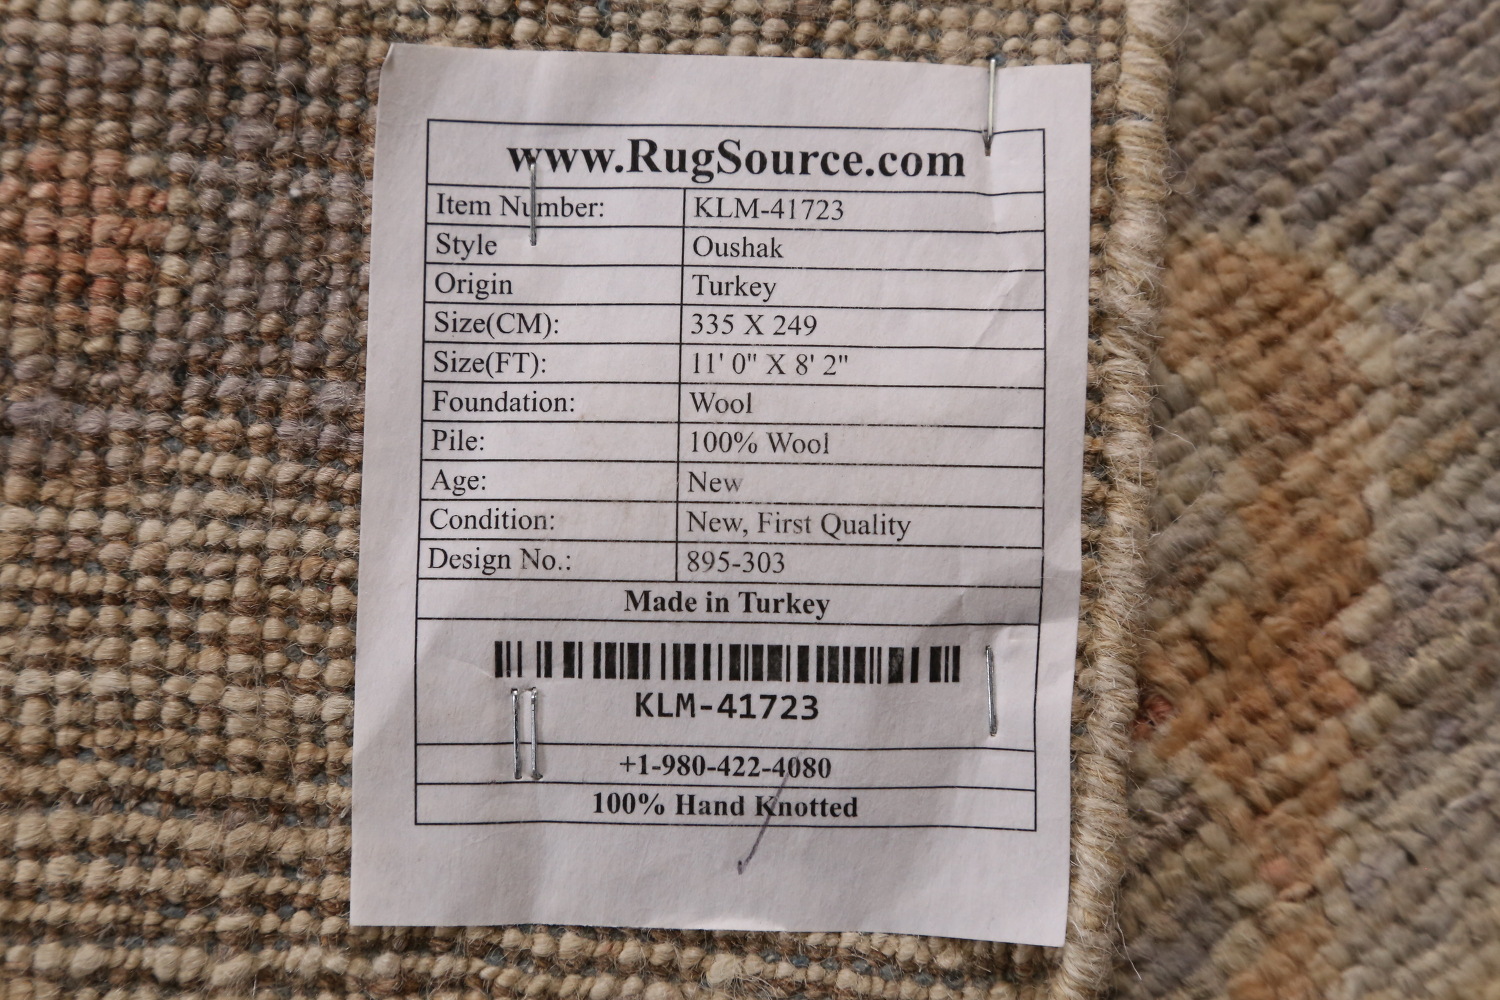 www.RugSource.com
Item Number: KLM-41723
Style Oushak
Origin Turkey
Size(CM): 335 X 249
Size(FT): 11' 0" X 8' 2"
Foundation: Wool
Pile: 100% Wool
Age: New
Condition: New, First Quality
Design No.: 895-303
Made in Turkey
KLM-41723
+1-980-422-4080
100% Hand Knotted